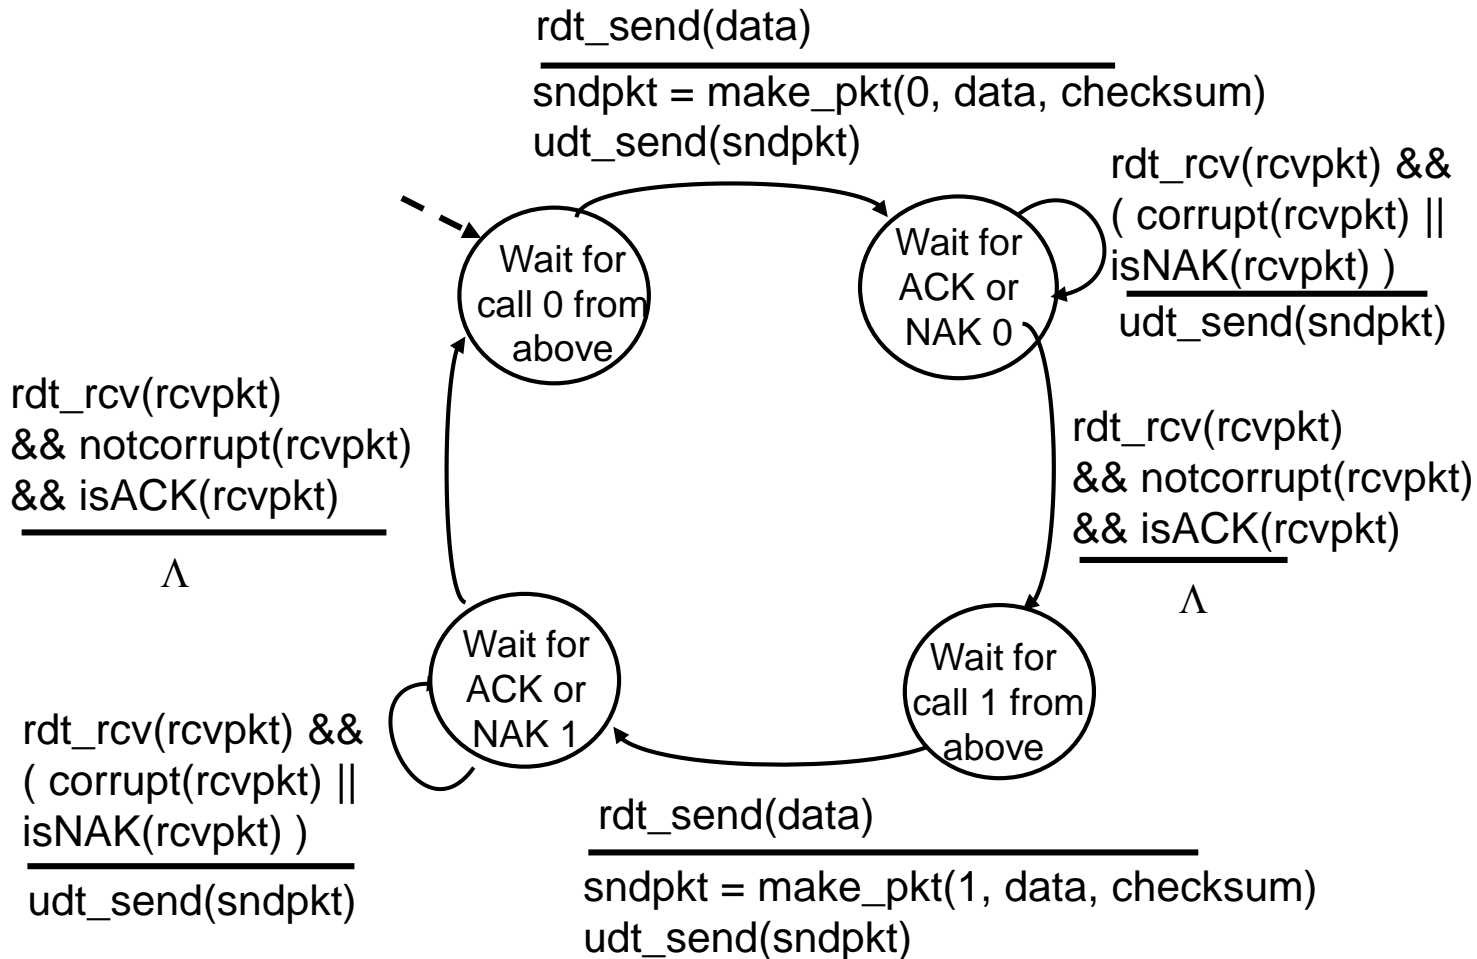 rdt_send(data)
sndpkt = make_pkt(0, data, checksum)
udt_send(sndpkt)
rdt_rcv(rcvpkt) &&
( corrupt(rcvpkt) ||
isNAK(rcvpkt) )
udt_send(sndpkt)
Wait for
call 0 from
above
Wait for
ACK or
NAK 0
rdt_rcv(rcvpkt)
&& notcorrupt(rcvpkt)
&& isACK(rcvpkt)
Λ
rdt_rcv(rcvpkt)
&& notcorrupt(rcvpkt)
&& isACK(rcvpkt)
Λ
Wait for
ACK or
NAK 1
Wait for
call 1 from
above
rdt_rcv(rcvpkt) &&
( corrupt(rcvpkt) ||
isNAK(rcvpkt) )
udt_send(sndpkt)
rdt_send(data)
sndpkt = make_pkt(1, data, checksum)
udt_send(sndpkt)